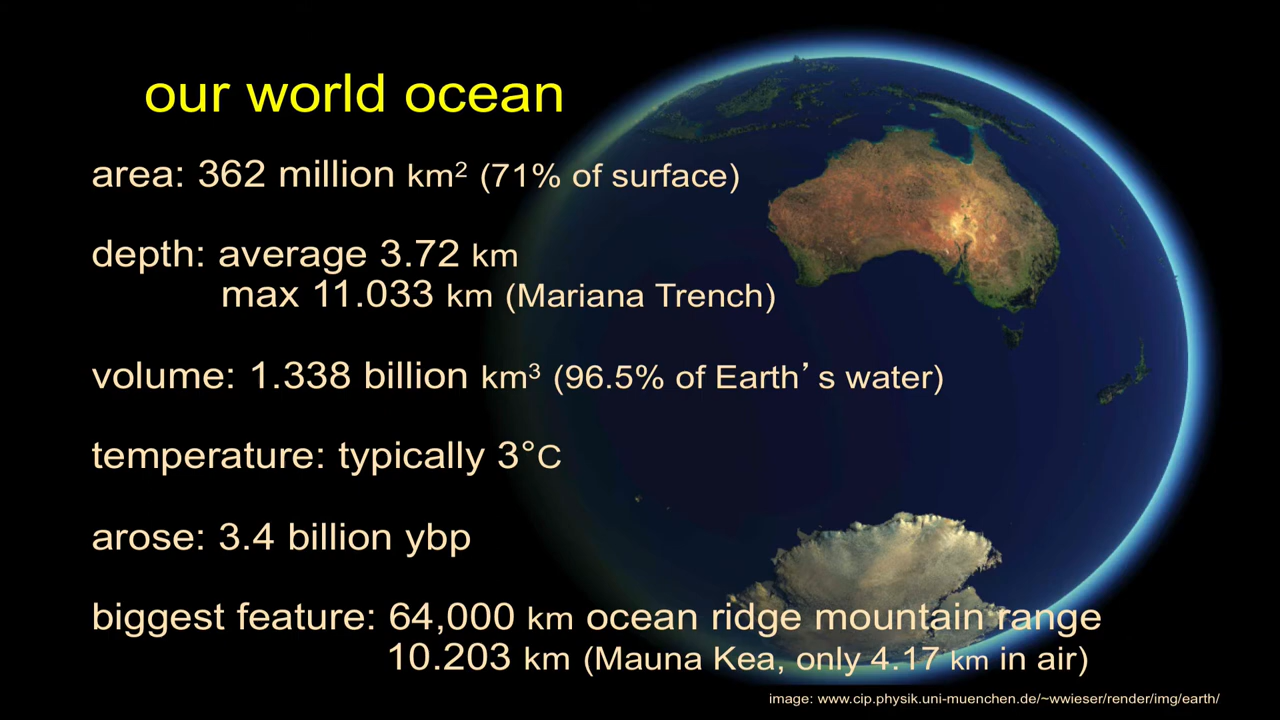 our world ocean
area: 362 million km² (71% of surface)
depth: average 3.72 km
max 11.033 km (Mariana Trench)
volume: 1.338 billion km³ (96.5% of Earth’s water)
temperature: typically 3°C
arose: 3.4 billion ybp
biggest feature: 64,000 km ocean ridge mountain range
10.203 km (Mauna Kea, only 4.17 km in air)
image: www.cip.physik.uni-muenchen.de/~wwieser/render/img/earth/